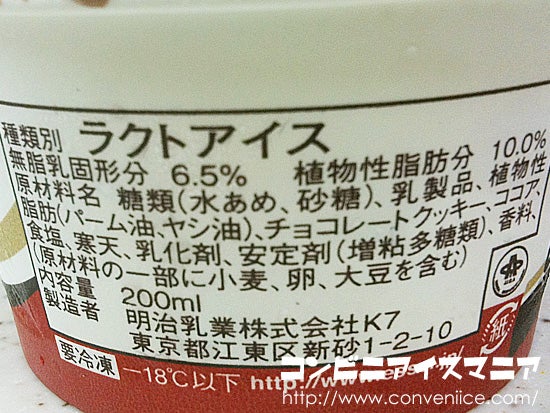 種類別 ラクトアイス
無脂乳固形分 6.5% 植物性脂肪分 10.0%
原材料名 糖類(水あめ、砂糖)、乳製品、植物性
脂肪(パーム油、ヤシ油)、チョコレートクッキー、ココア、
食塩、寒天、乳化剤、安定剤(増粘多糖類)、香料、
(原材料の一部に小麦、卵、大豆を含む)
内容量 200ml
製造者 明治乳業株式会社K7
東京都江東区新砂1-2-10
紙
要冷凍 −18℃以下 http://www
コンビニアイスマニア
http://www.conveniice.com/